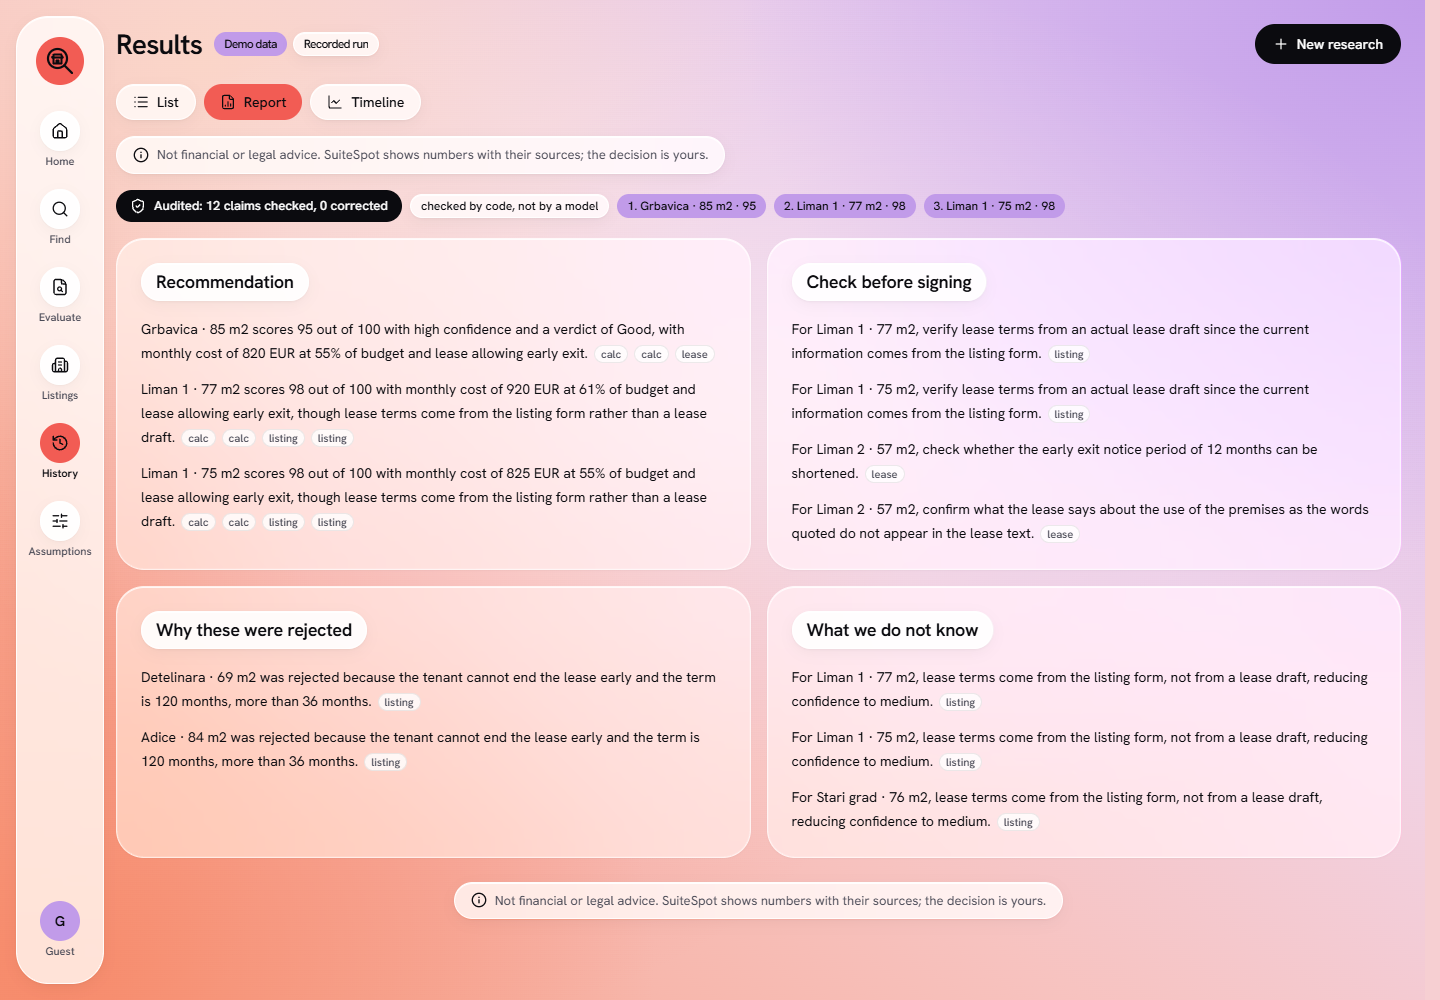 Results
Demo data
Recorded run
New research
List
Report
Timeline
Not financial or legal advice. SuiteSpot shows numbers with their sources; the decision is yours.
Audited: 12 claims checked, 0 corrected
checked by code, not by a model
1. Grbavica · 85 m2 · 95
2. Liman 1 · 77 m2 · 98
3. Liman 1 · 75 m2 · 98
Home
Find
Evaluate
Listings
History
Assumptions
G
Guest
Recommendation
Grbavica · 85 m2 scores 95 out of 100 with high confidence and a verdict of Good, with
monthly cost of 820 EUR at 55% of budget and lease allowing early exit. calc calc lease
Liman 1 · 77 m2 scores 98 out of 100 with monthly cost of 920 EUR at 61% of budget and
lease allowing early exit, though lease terms come from the listing form rather than a lease
draft. calc calc listing listing
Liman 1 · 75 m2 scores 98 out of 100 with monthly cost of 825 EUR at 55% of budget and
lease allowing early exit, though lease terms come from the listing form rather than a lease
draft. calc calc listing listing
Check before signing
For Liman 1 · 77 m2, verify lease terms from an actual lease draft since the current
information comes from the listing form. listing
For Liman 1 · 75 m2, verify lease terms from an actual lease draft since the current
information comes from the listing form. listing
For Liman 2 · 57 m2, check whether the early exit notice period of 12 months can be
shortened. lease
For Liman 2 · 57 m2, confirm what the lease says about the use of the premises as the words
quoted do not appear in the lease text. lease
Why these were rejected
Detelinara · 69 m2 was rejected because the tenant cannot end the lease early and the term
is 120 months, more than 36 months. listing
Adice · 84 m2 was rejected because the tenant cannot end the lease early and the term is
120 months, more than 36 months. listing
What we do not know
For Liman 1 · 77 m2, lease terms come from the listing form, not from a lease draft, reducing
confidence to medium. listing
For Liman 1 · 75 m2, lease terms come from the listing form, not from a lease draft, reducing
confidence to medium. listing
For Stari grad · 76 m2, lease terms come from the listing form, not from a lease draft,
reducing confidence to medium. listing
Not financial or legal advice. SuiteSpot shows numbers with their sources; the decision is yours.